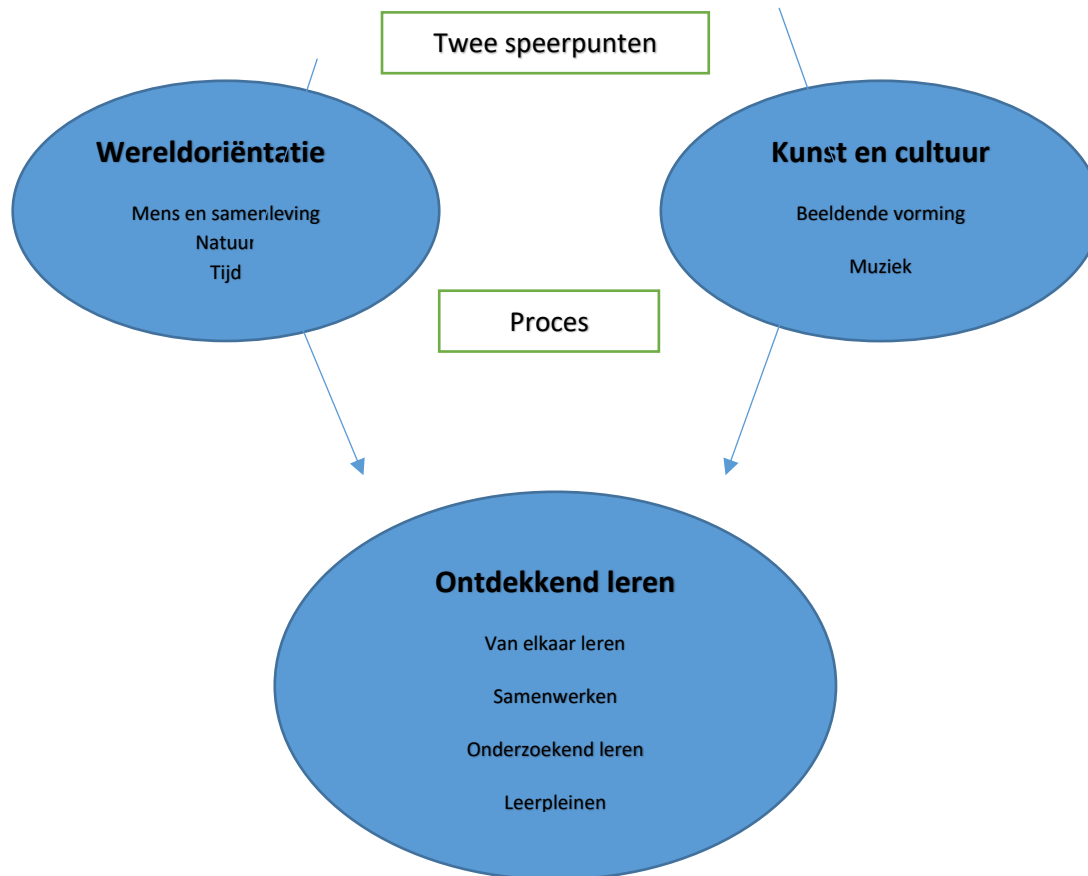 Twee speerpunten
Wereldoriëntatie
Mens en samenleving
Natuur
Tijd
Kunst en cultuur
Beeldende vorming
Muziek
Proces
Ontdekkend leren
Van elkaar leren
Samenwerken
Onderzoekend leren
Leerpleinen